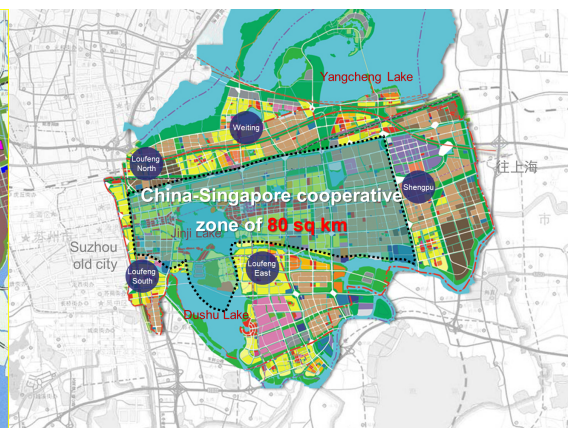 Yangcheng Lake
Weiting
Loufeng
North
往上海
Shengpu
China-Singapore cooperative
zone of 80 sq km
Jinji Lake
Suzhou
old city
Loufeng
South
Loufeng
East
Dushu Lake